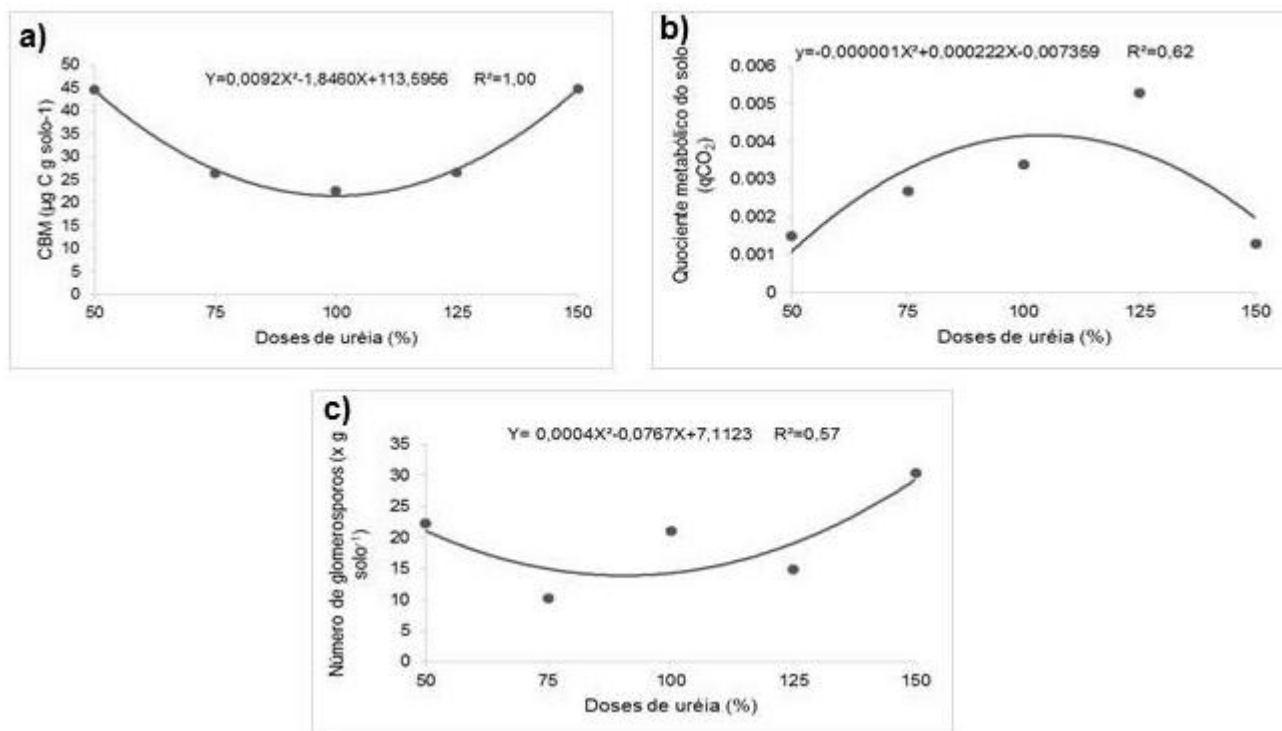 a)
Y=0,0092X²-1,8460X+113,5956 R²=1,00
CBM (µg C g solo-1)
50
45
40
35
30
25
20
15
10
5
0
50 75 100 125 150
Doses de uréia (%)
b)
y=-0,000001X²+0,000222X-0,007359 R²=0,62
Quociente metabólico do solo
(qCO₂)
0.006
0.005
0.004
0.003
0.002
0.001
0
50 75 100 125 150
Doses de uréia (%)
c)
Y= 0,0004X²-0,0767X+7,1123 R²=0,57
Número de glomerosporos (x g
solo⁻¹)
35
30
25
20
15
10
5
0
50 75 100 125 150
Doses de uréia (%)